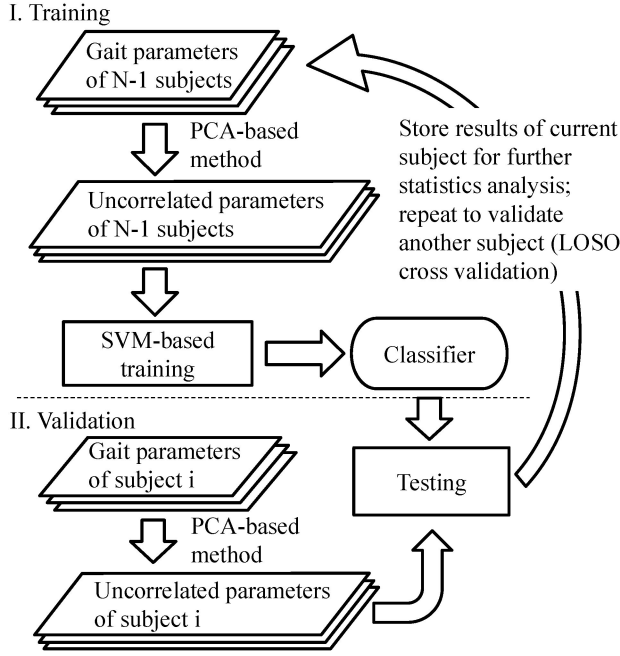 I. Training
Gait parameters
of N-1 subjects
PCA-based
method
Uncorrelated parameters
of N-1 subjects
SVM-based
training
Classifier
Store results of current
subject for further
statistics analysis;
repeat to validate
another subject (LOSO
cross validation)
II. Validation
Gait parameters
of subject i
PCA-based
method
Uncorrelated parameters
of subject i
Testing